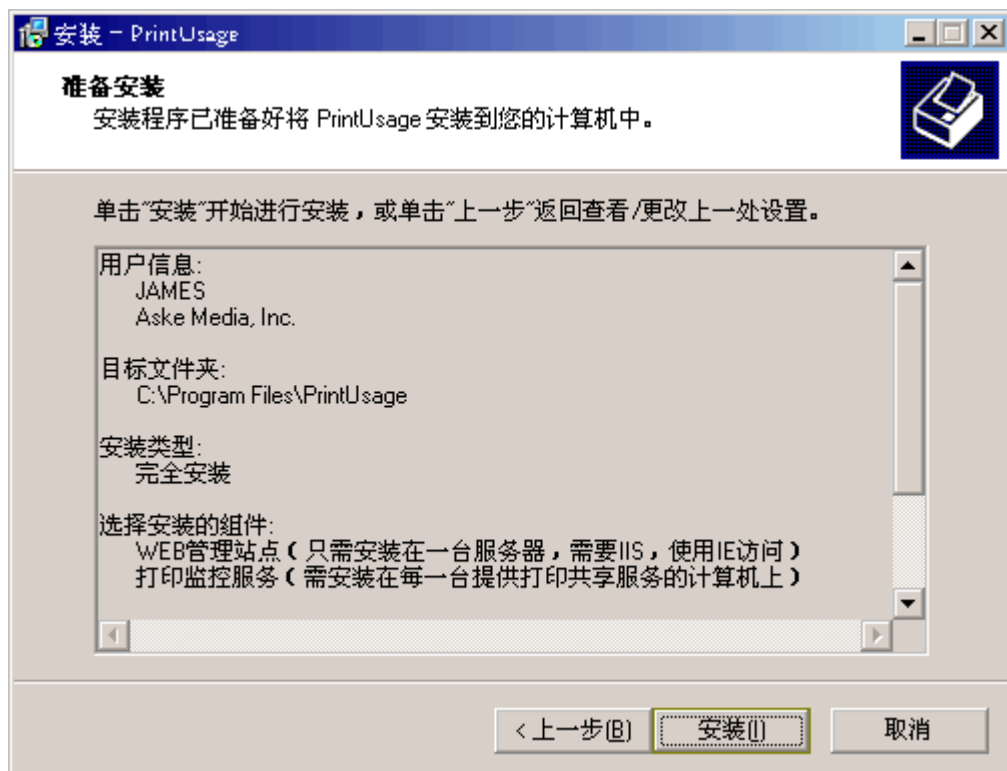 安装 - PrintUsage
准备安装
安装程序已准备好将 PrintUsage 安装到您的计算机中。
单击"安装"开始进行安装，或单击"上一步"返回查看/更改上一处设置。
用户信息:
JAMES
Aske Media, Inc.
目标文件夹:
C:\Program Files\PrintUsage
安装类型:
完全安装
选择安装的组件:
WEB管理站点（只需安装在一台服务器，需要IIS，使用IE访问）
打印监控服务（需安装在每一台提供打印共享服务的计算机上）
< 上一步(B) 安装(I) 取消